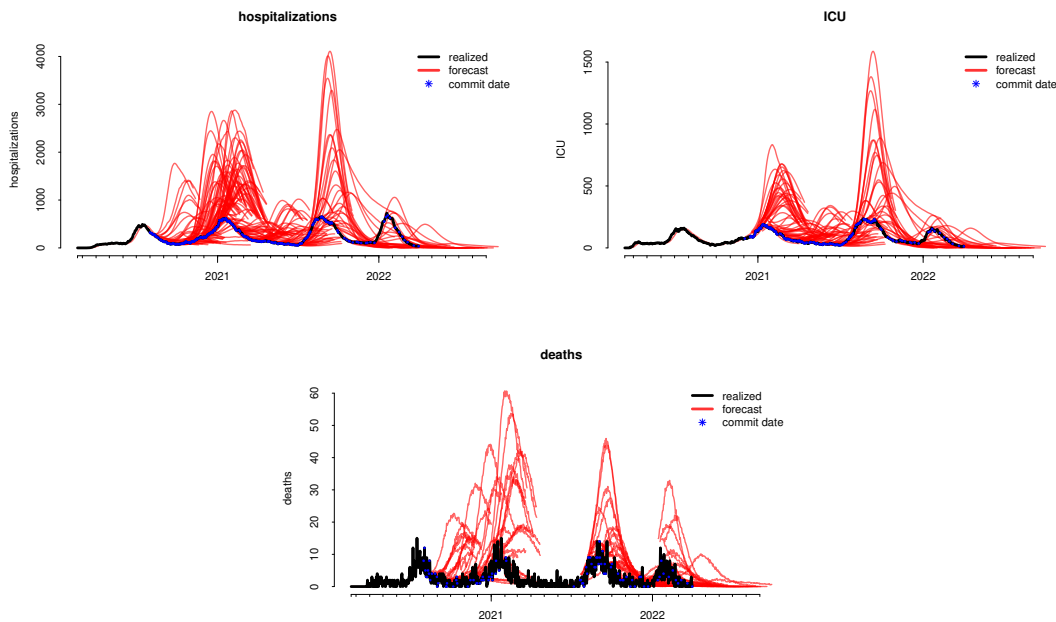 hospitalizations
realized
forecast
commit date
hospitalizations
0
1000
2000
3000
4000
2021
2022
ICU
realized
forecast
commit date
ICU
0
500
1000
1500
2021
2022
deaths
realized
forecast
commit date
deaths
0
10
20
30
40
50
60
2021
2022